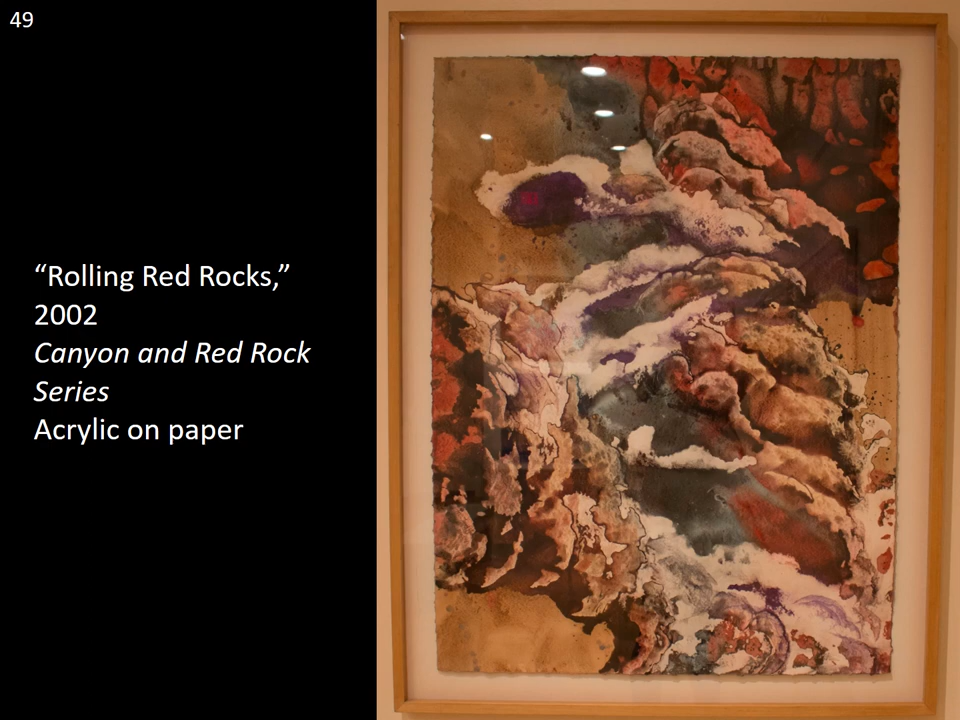 49
“Rolling Red Rocks,”
2002
Canyon and Red Rock
Series
Acrylic on paper